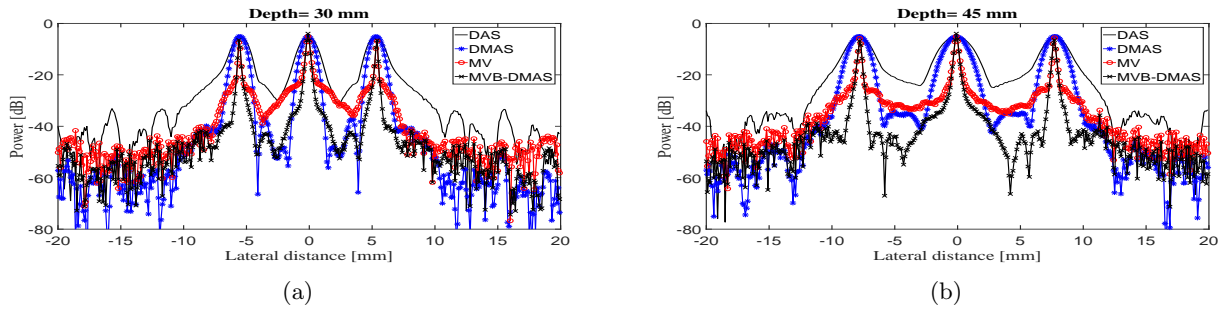 Depth= 30 mm
0
-20
-40
-60
-80
Power [dB]
DAS
DMAS
MV
MVB-DMAS
-20 -15 -10 -5 0 5 10 15 20
Lateral distance [mm]
(a)
Depth= 45 mm
0
-20
-40
-60
-80
Power [dB]
DAS
DMAS
MV
MVB-DMAS
-20 -15 -10 -5 0 5 10 15 20
Lateral distance [mm]
(b)